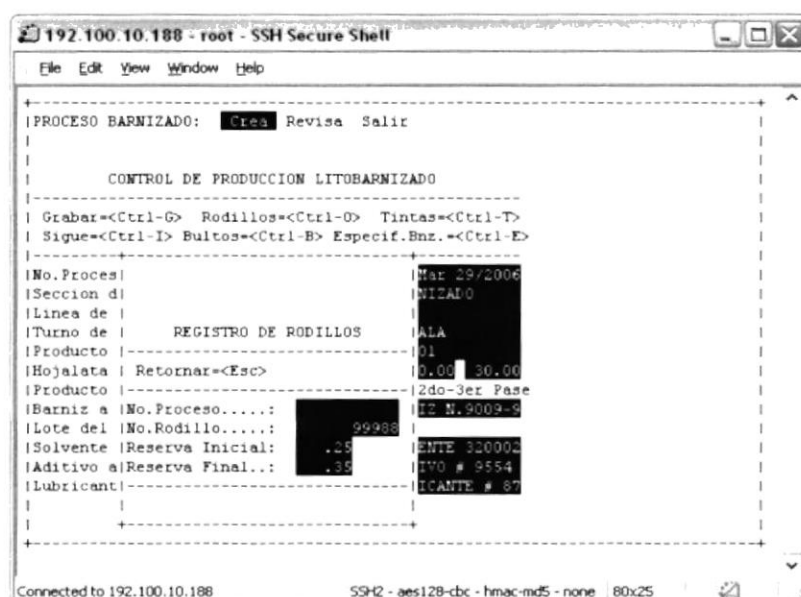 192.100.10.188 - root - SSH Secure Shell
File Edit View Window Help
PROCESO BARNIZADO: Crea Revisa Salir
CONTROL DE PRODUCCION LITOBARNIZADO
Grabar=<Ctrl-G> Rodillos=<Ctrl-O> Tintas=<Ctrl-T>
Sigue=<Ctrl-I> Bultos=<Ctrl-B> Especif.Bnz.=<Ctrl-E>
No.Proces Mar 29/2006
Seccion d NIZADO
Linea de
Turno de REGISTRO DE RODILLOS ALA
Producto 01
Hojalata Retornar=<Esc> 0.00 30.00
Producto 2do-3er Pase
Barniz a No.Proceso.....: IZ N.9009-9
Lote del No.Rodillo.....: 99988
Solvente Reserva Inicial: .25 ENTE 320002
Aditivo a Reserva Final..: .35 IVO # 9554
Lubricant ICANTE # 87
Connected to 192.100.10.188 SSH2 - aes128-cbc - hmac-md5 - none 80x25